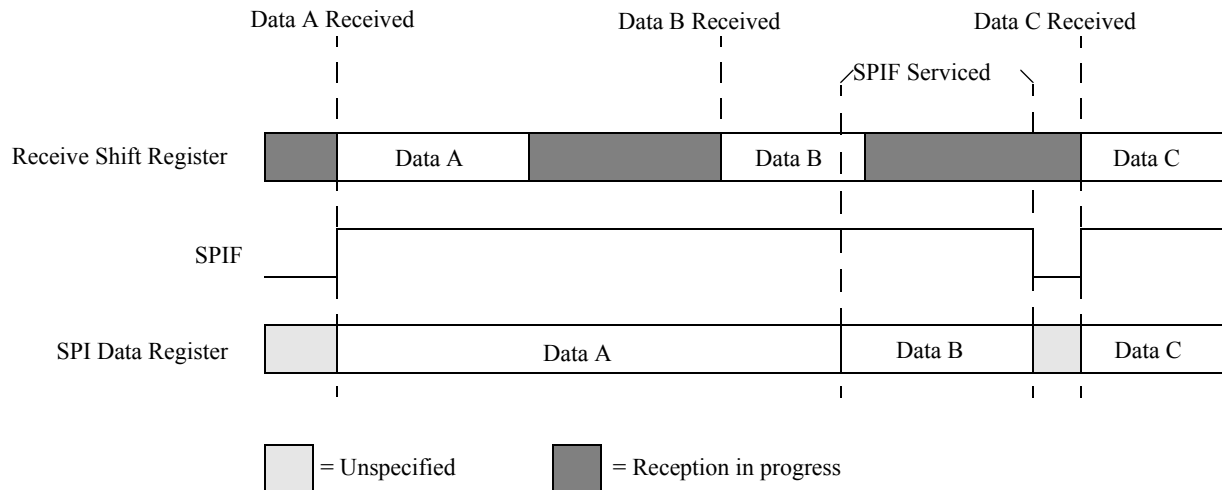 Data A Received
Data B Received
Data C Received
SPIF Serviced
Receive Shift Register
Data A
Data B
Data C
SPIF
SPI Data Register
Data A
Data B
Data C
= Unspecified
= Reception in progress